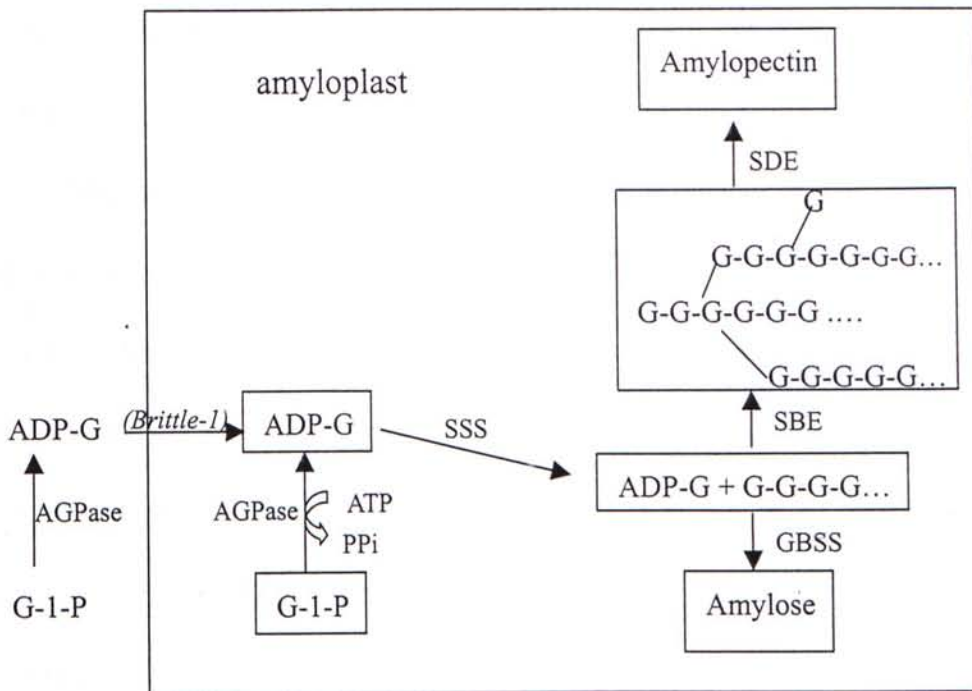 Amylopectin
amyloplast
SDE
G
G-G-G-G-G-G-G...
G-G-G-G-G-G ....
G-G-G-G-G...
ADP-G
(Brittle-1)
ADP-G
SSS
SBE
ADP-G + G-G-G-G...
AGPase
AGPase
ATP
PPi
GBSS
G-1-P
G-1-P
Amylose